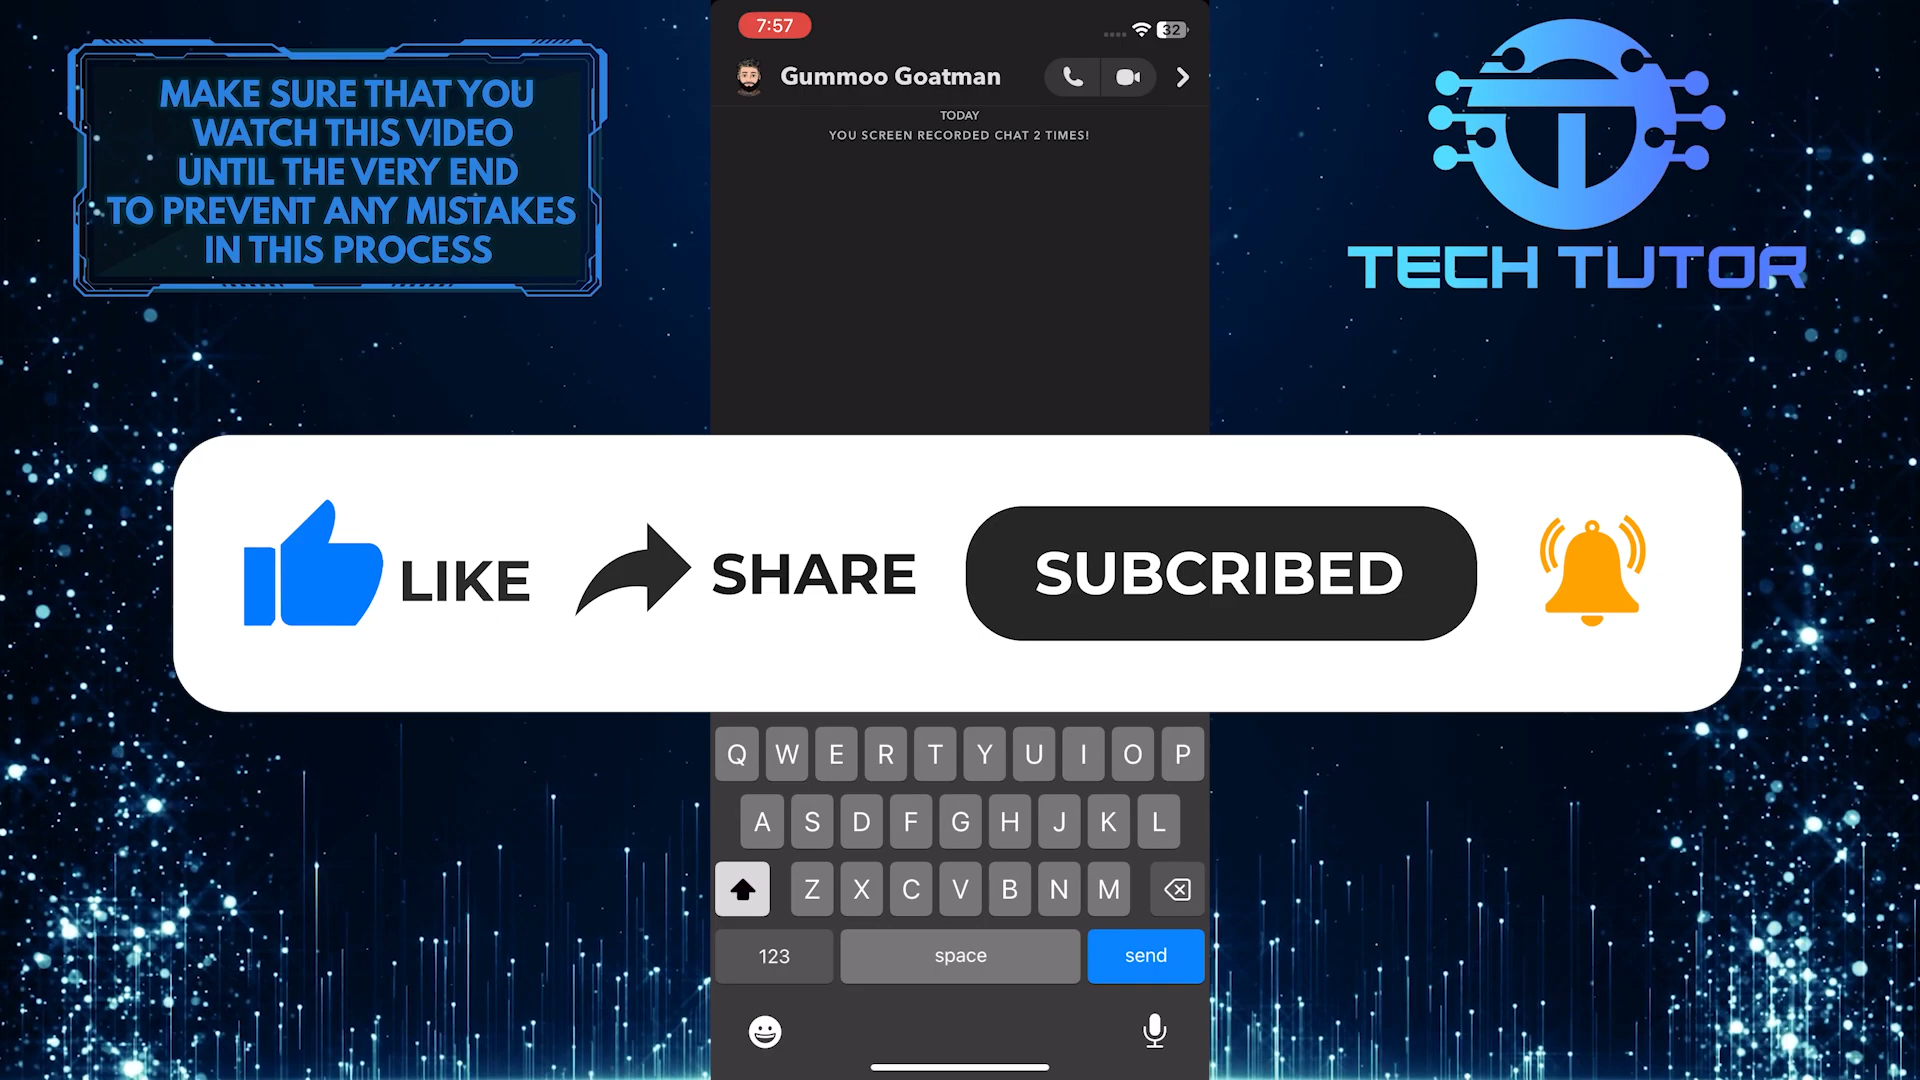 MAKE SURE THAT YOU
WATCH THIS VIDEO
UNTIL THE VERY END
TO PREVENT ANY MISTAKES
IN THIS PROCESS
7:57
32
Gummoo Goatman
TODAY
YOU SCREEN RECORDED CHAT 2 TIMES!
TECH TUTOR
LIKE
SHARE
SUBCRIBED
Q W E R T Y U I O P
A S D F G H J K L
Z X C V B N M
123 space send